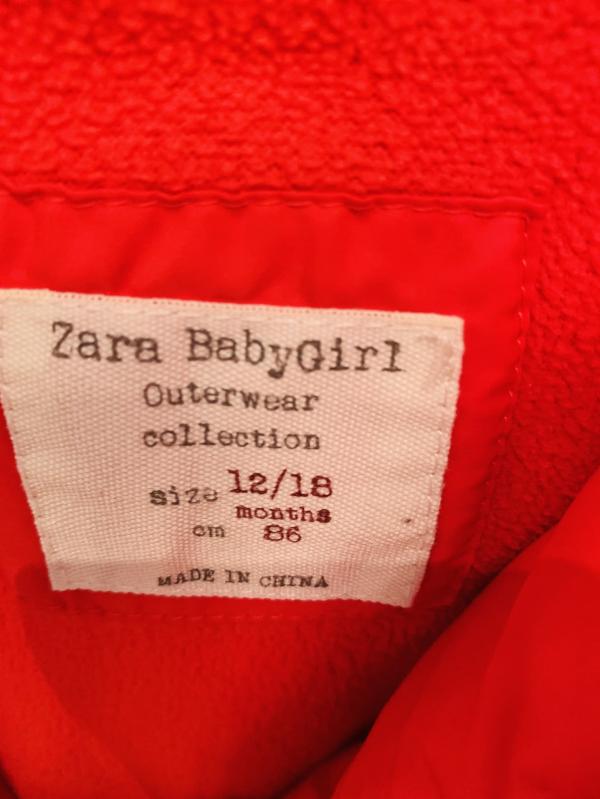 Zara BabyGirl
Outerwear
collection
size 12/18
months
cm 86
MADE IN CHINA